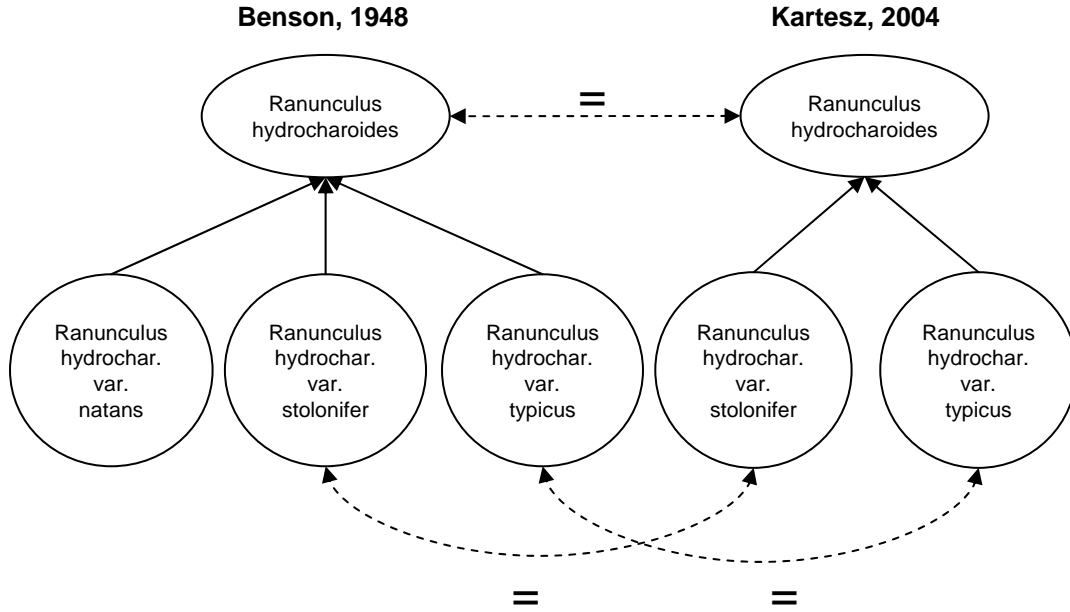 Benson, 1948
Kartesz, 2004
Ranunculus
hydrocharoides
=
Ranunculus
hydrocharoides
Ranunculus
hydrochar.
var.
natans
Ranunculus
hydrochar.
var.
stolonifer
Ranunculus
hydrochar.
var.
typicus
Ranunculus
hydrochar.
var.
stolonifer
Ranunculus
hydrochar.
var.
typicus
=
=